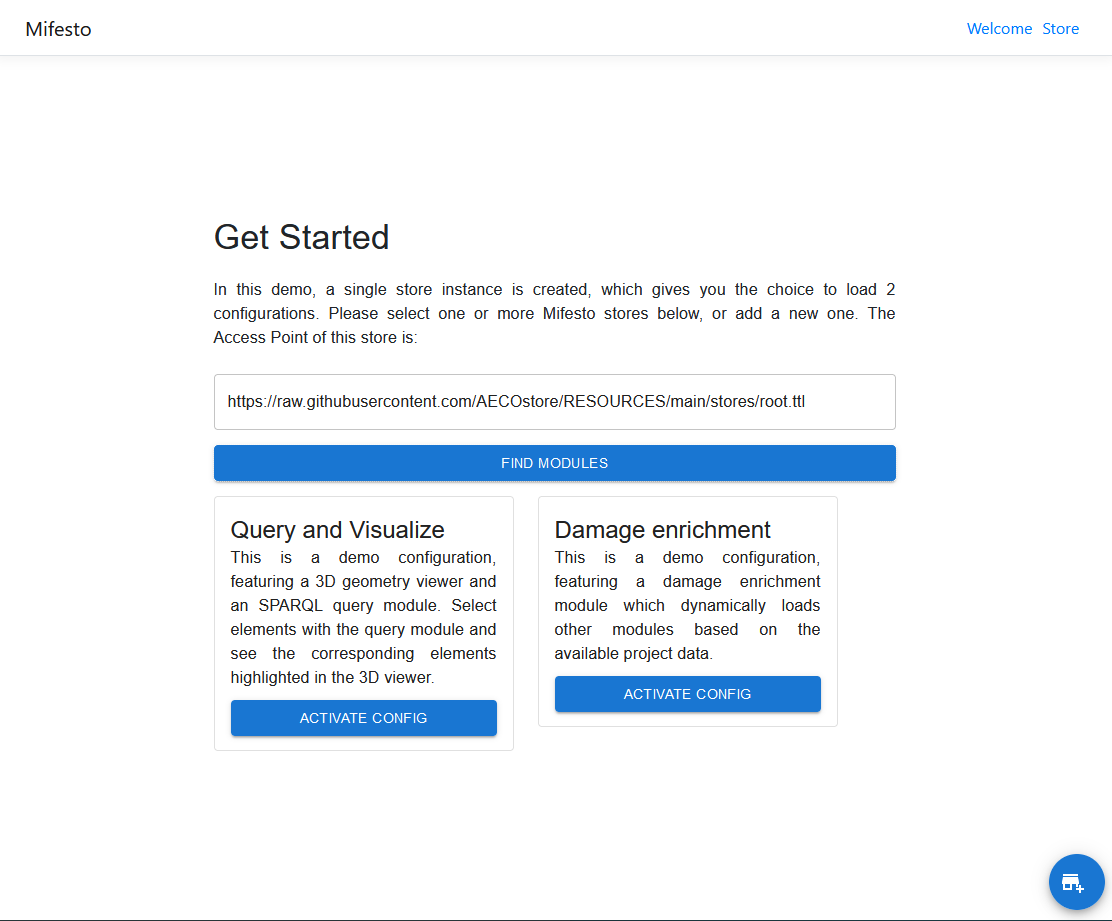 Mifesto
Welcome Store
Get Started
In this demo, a single store instance is created, which gives you the choice to load 2
configurations. Please select one or more Mifesto stores below, or add a new one. The
Access Point of this store is:
https://raw.githubusercontent.com/AECOstore/RESOURCES/main/stores/root.ttl
FIND MODULES
Query and Visualize
This is a demo configuration,
featuring a 3D geometry viewer and
an SPARQL query module. Select
elements with the query module and
see the corresponding elements
highlighted in the 3D viewer.
ACTIVATE CONFIG
Damage enrichment
This is a demo configuration,
featuring a damage enrichment
module which dynamically loads
other modules based on the
available project data.
ACTIVATE CONFIG